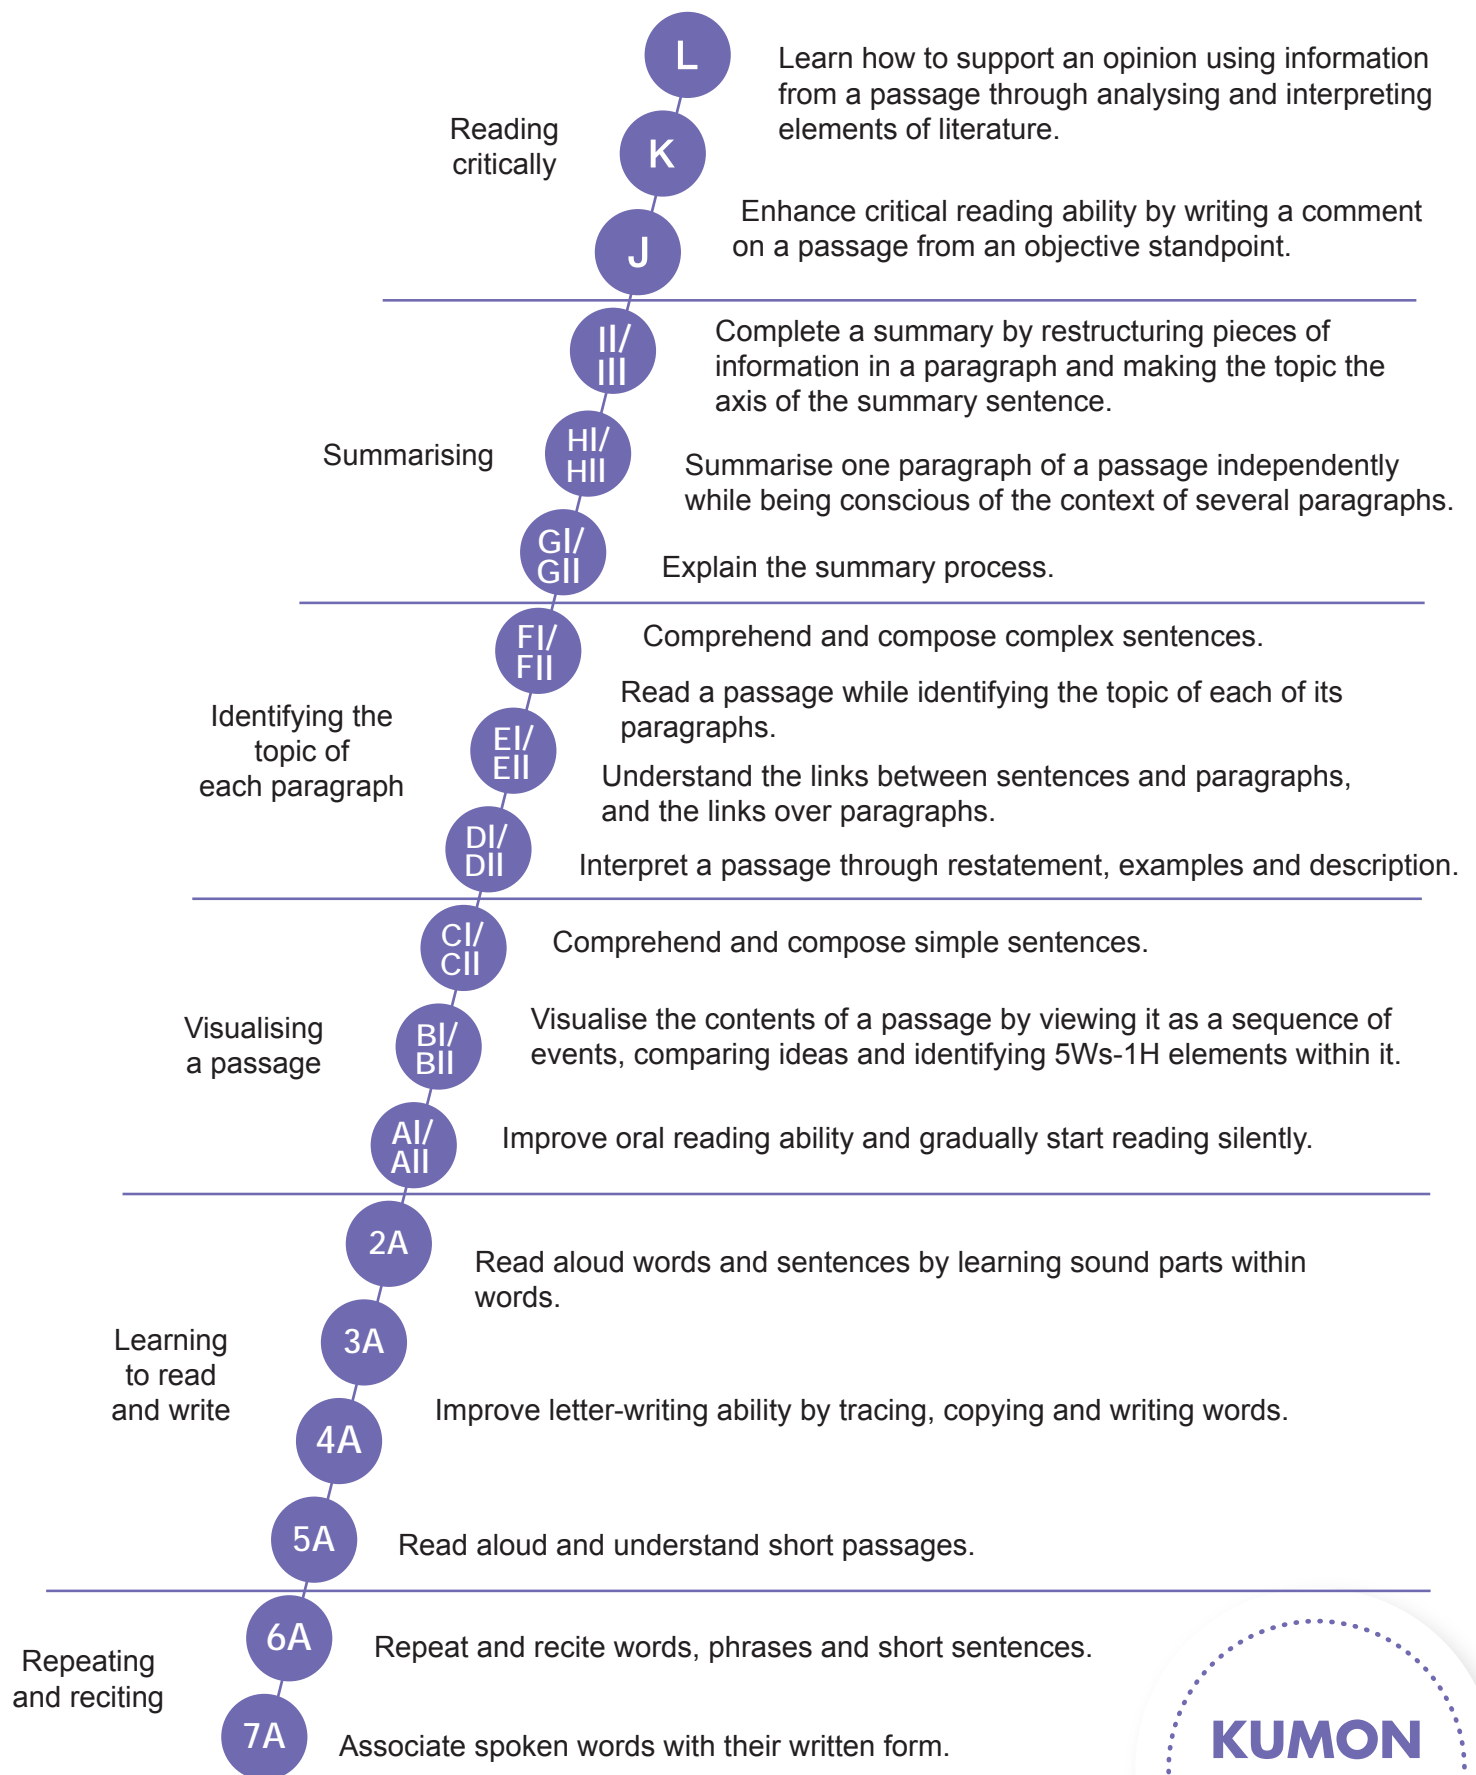 L
Learn how to support an opinion using information
from a passage through analysing and interpreting
elements of literature.
Reading
critically
K
Enhance critical reading ability by writing a comment
on a passage from an objective standpoint.
J
II/
III
Complete a summary by restructuring pieces of
information in a paragraph and making the topic the
axis of the summary sentence.
Summarising
HI/
HII
Summarise one paragraph of a passage independently
while being conscious of the context of several paragraphs.
GI/
GII
Explain the summary process.
FI/
FII
Comprehend and compose complex sentences.
Read a passage while identifying the topic of each of its
paragraphs.
Identifying the
topic of
each paragraph
EI/
EII
Understand the links between sentences and paragraphs,
and the links over paragraphs.
DI/
DII
Interpret a passage through restatement, examples and description.
CI/
CII
Comprehend and compose simple sentences.
Visualising
a passage
BI/
BII
Visualise the contents of a passage by viewing it as a sequence of
events, comparing ideas and identifying 5Ws-1H elements within it.
AI/
AII
Improve oral reading ability and gradually start reading silently.
2A
Read aloud words and sentences by learning sound parts within
words.
Learning
to read
and write
3A
4A
Improve letter-writing ability by tracing, copying and writing words.
5A
Read aloud and understand short passages.
6A
Repeat and recite words, phrases and short sentences.
Repeating
and reciting
7A
Associate spoken words with their written form.
KUMON